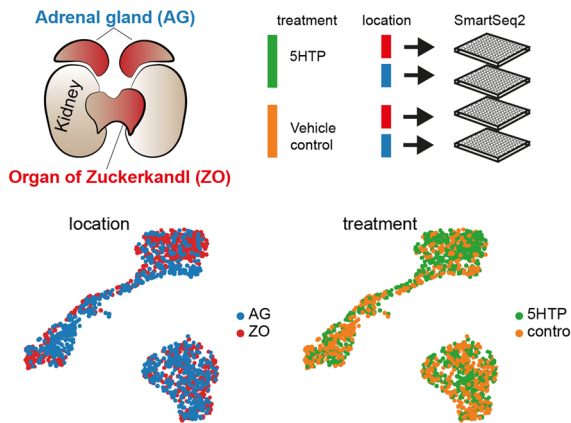 Adrenal gland (AG)
Kidney
Organ of Zuckerkandl (ZO)
treatment location SmartSeq2
5HTP
Vehicle
control
location
AG
ZO
treatment
5HTP
contro